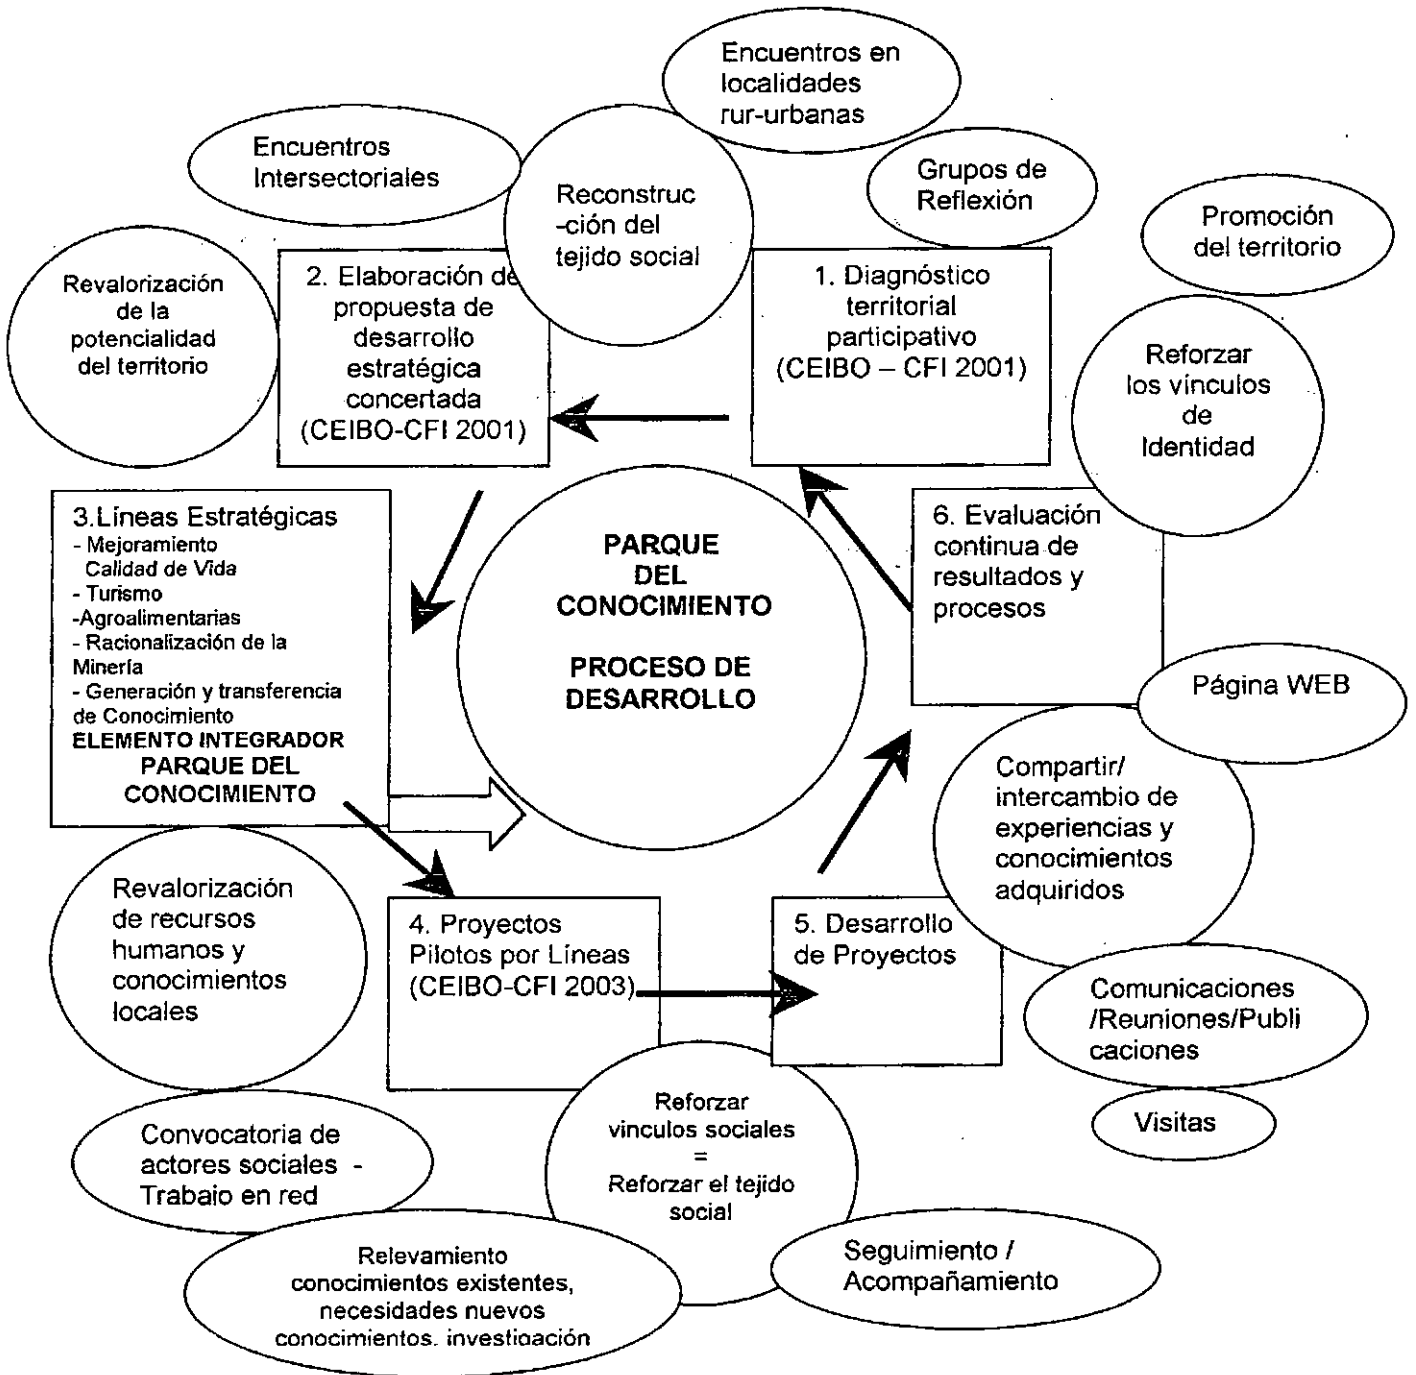 Encuentros en
localidades
rur-urbanas
Encuentros
Intersectoriales
Grupos de
Reflexión
Reconstruc
-ción del
tejido social
Promoción
del territorio
Revalorización
de la
potencialidad
del territorio
2. Elaboración de
propuesta de
desarrollo
estratégica
concertada
(CEIBO-CFI 2001)
1. Diagnóstico
territorial
participativo
(CEIBO – CFI 2001)
Reforzar
los vínculos
de
Identidad
3.Líneas Estratégicas
- Mejoramiento
Calidad de Vida
- Turismo
-Agroalimentarias
- Racionalización de la
Minería
- Generación y transferencia
de Conocimiento
ELEMENTO INTEGRADOR
PARQUE DEL
CONOCIMIENTO
PARQUE
DEL
CONOCIMIENTO
PROCESO DE
DESARROLLO
6. Evaluación
continua de
resultados y
procesos
Página WEB
Compartir/
intercambio de
experiencias y
conocimientos
adquiridos
Revalorización
de recursos
humanos y
conocimientos
locales
4. Proyectos
Pilotos por Líneas
(CEIBO-CFI 2003)
5. Desarrollo
de Proyectos
Comunicaciones
/Reuniones/Publi
caciones
Visitas
Convocatoria de
actores sociales -
Trabajo en red
Reforzar
vinculos sociales
=
Reforzar el tejido
social
Relevamiento
conocimientos existentes,
necesidades nuevos
conocimientos, investigación
Seguimiento /
Acompañamiento